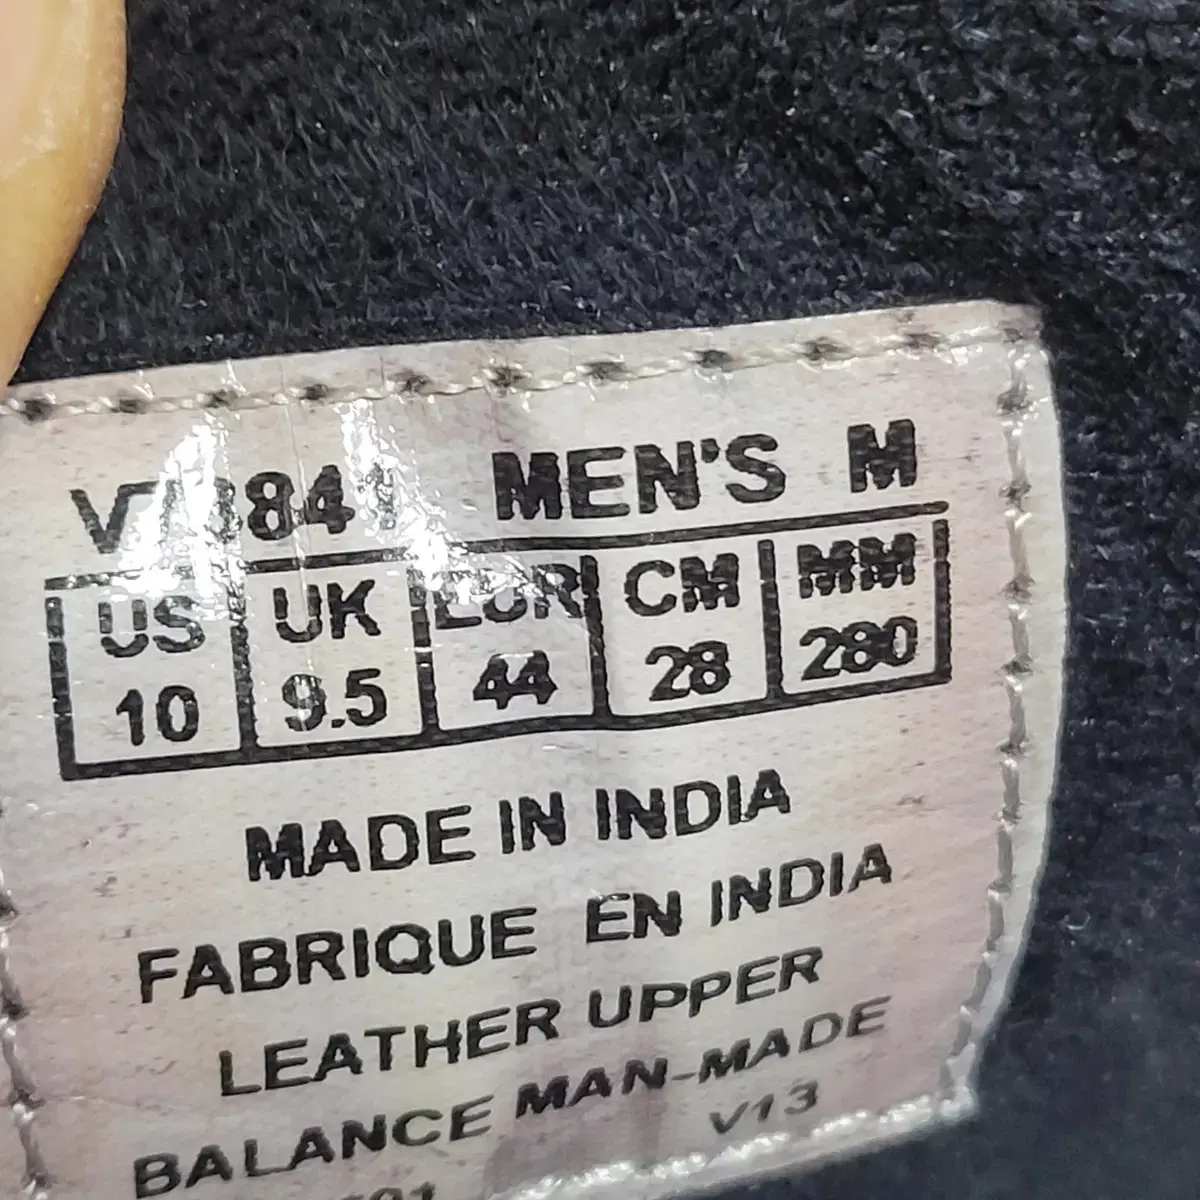 MEN'S M
US UK EUR CM MM
10 9.5 44 28 280
MADE IN INDIA
FABRIQUE EN INDIA
LEATHER UPPER
BALANCE MAN-MADE
V13